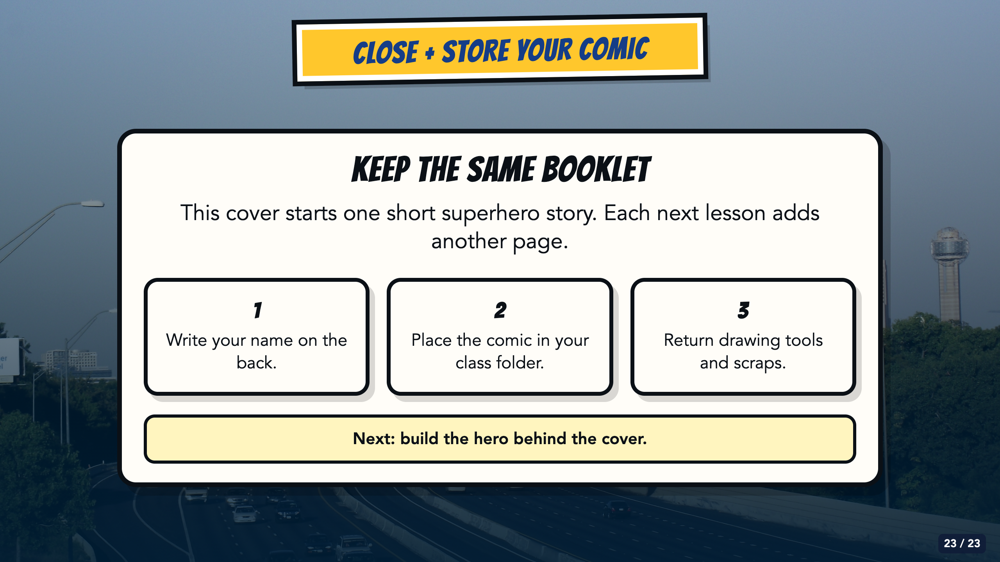 CLOSE + STORE YOUR COMIC
KEEP THE SAME BOOKLET
This cover starts one short superhero story. Each next lesson adds
another page.
1
Write your name on the
back.
2
Place the comic in your
class folder.
3
Return drawing tools
and scraps.
Next: build the hero behind the cover.
23 / 23